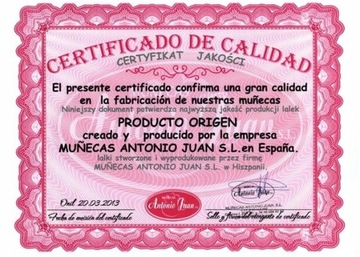 CERTIFICADO DE CALIDAD
CERTYFIKAT JAKOŚCI
El presente certificado confirma una gran calidad
en la fabricación de nuestras muñecas
Niniejszy dokument potwierdza najwyższą jakość produkcji lalek
PRODUCTO ORIGEN
creado y producido por la empresa
MUÑECAS ANTONIO JUAN S.L. en España.
lalki stworzone i wyprodukowane przez firmę
MUÑECAS ANTONIO JUAN S.L. w Hiszpanii.
Onil 20.03.2013
Fecha de emisión del certificado
Antonio Juan
Sello y firma del otorgante de certificado